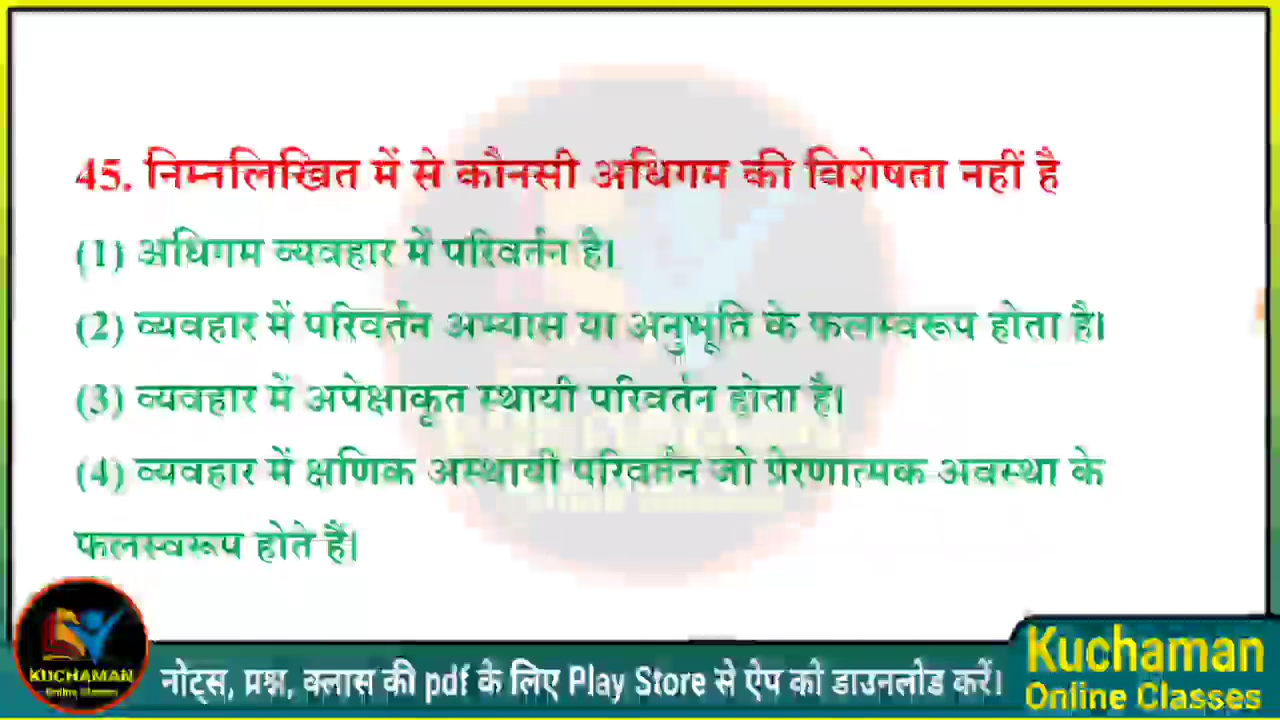 45. निम्नलिखित में से कौनसी अधिगम की विशेषता नहीं है
(1) अधिगम व्यवहार में परिवर्तन है।
(2) व्यवहार में परिवर्तन अभ्यास या अनुभूति के फलस्वरूप होता है।
(3) व्यवहार में अपेक्षाकृत स्थायी परिवर्तन होता है।
(4) व्यवहार में क्षणिक अस्थायी परिवर्तन जो प्रेरणात्मक अवस्था के
फलस्वरूप होते हैं।
KUCHAMAN
Online Classes
नोट्स, प्रश्न, क्लास की pdf के लिए Play Store से ऐप को डाउनलोड करें।
Kuchaman
Online Classes